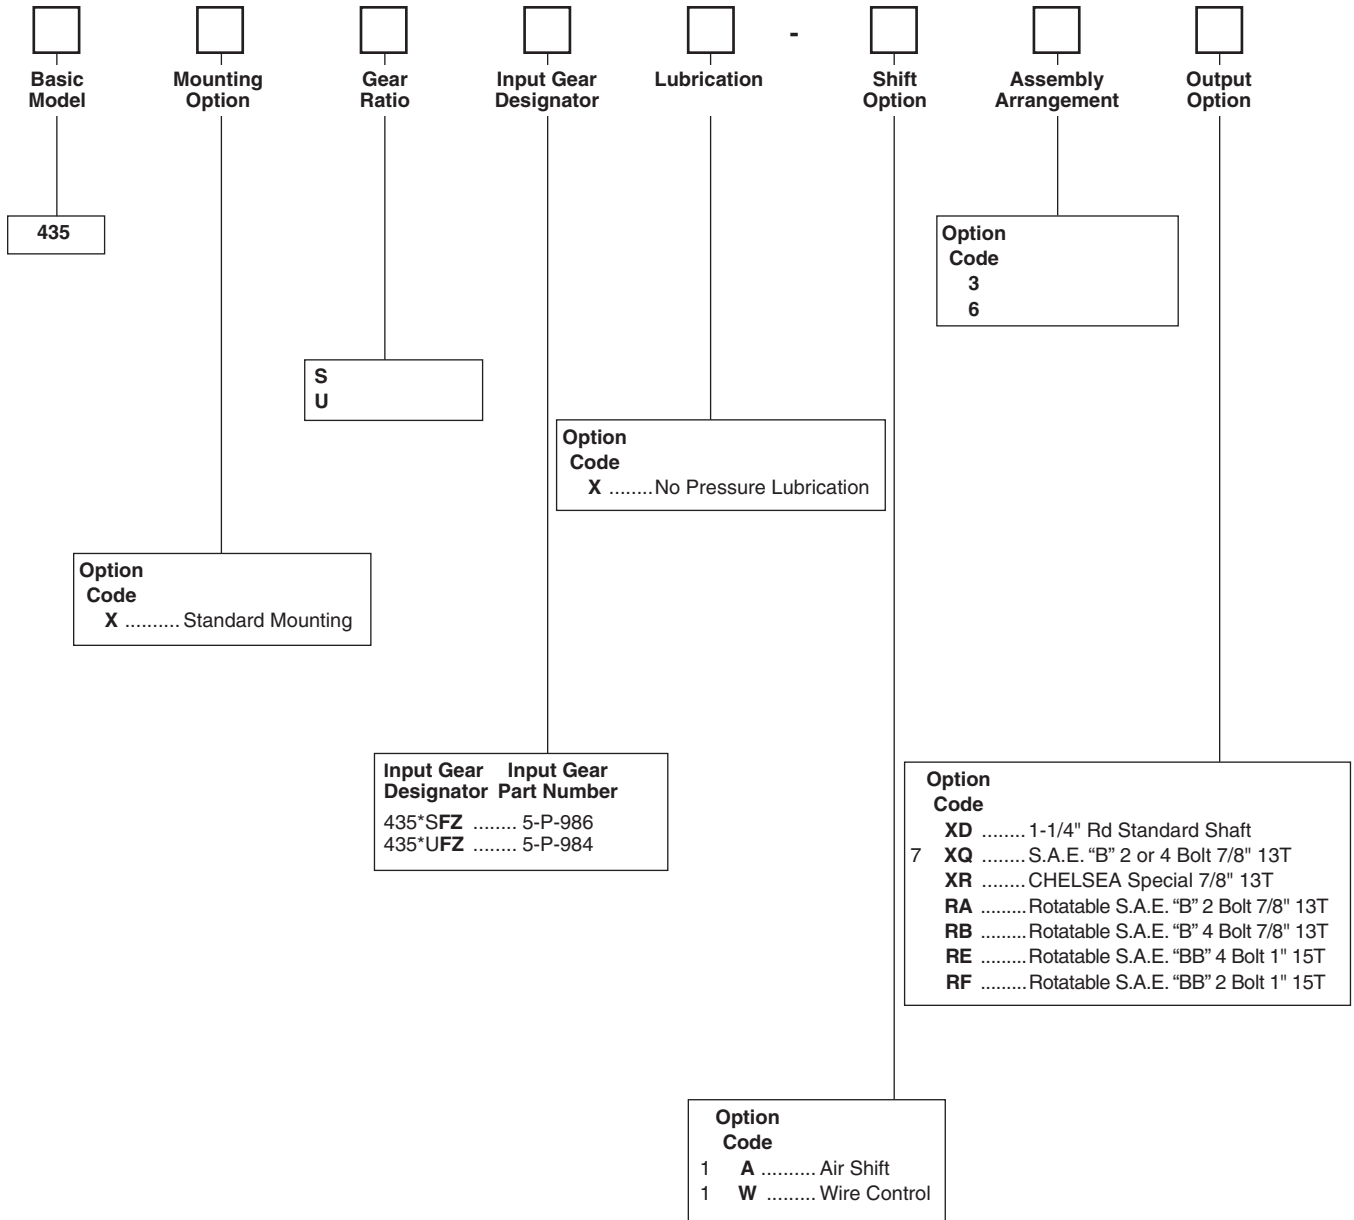 -
Basic
Model
Mounting
Option
Gear
Ratio
Input Gear
Designator
Lubrication
Shift
Option
Assembly
Arrangement
Output
Option
435
Option
Code
3
6
S
U
Option
Code
X ........No Pressure Lubrication
Option
Code
X .......... Standard Mounting
Input Gear Input Gear
Designator Part Number
435*SFZ ........ 5-P-986
435*UFZ ........ 5-P-984
Option
Code
XD ........ 1-1/4" Rd Standard Shaft
7 XQ ........ S.A.E. “B” 2 or 4 Bolt 7/8" 13T
XR ........ CHELSEA Special 7/8" 13T
RA .........Rotatable S.A.E. “B” 2 Bolt 7/8" 13T
RB .........Rotatable S.A.E. “B” 4 Bolt 7/8" 13T
RE .........Rotatable S.A.E. “BB” 4 Bolt 1" 15T
RF .........Rotatable S.A.E. “BB” 2 Bolt 1" 15T
Option
Code
1 A .......... Air Shift
1 W ......... Wire Control